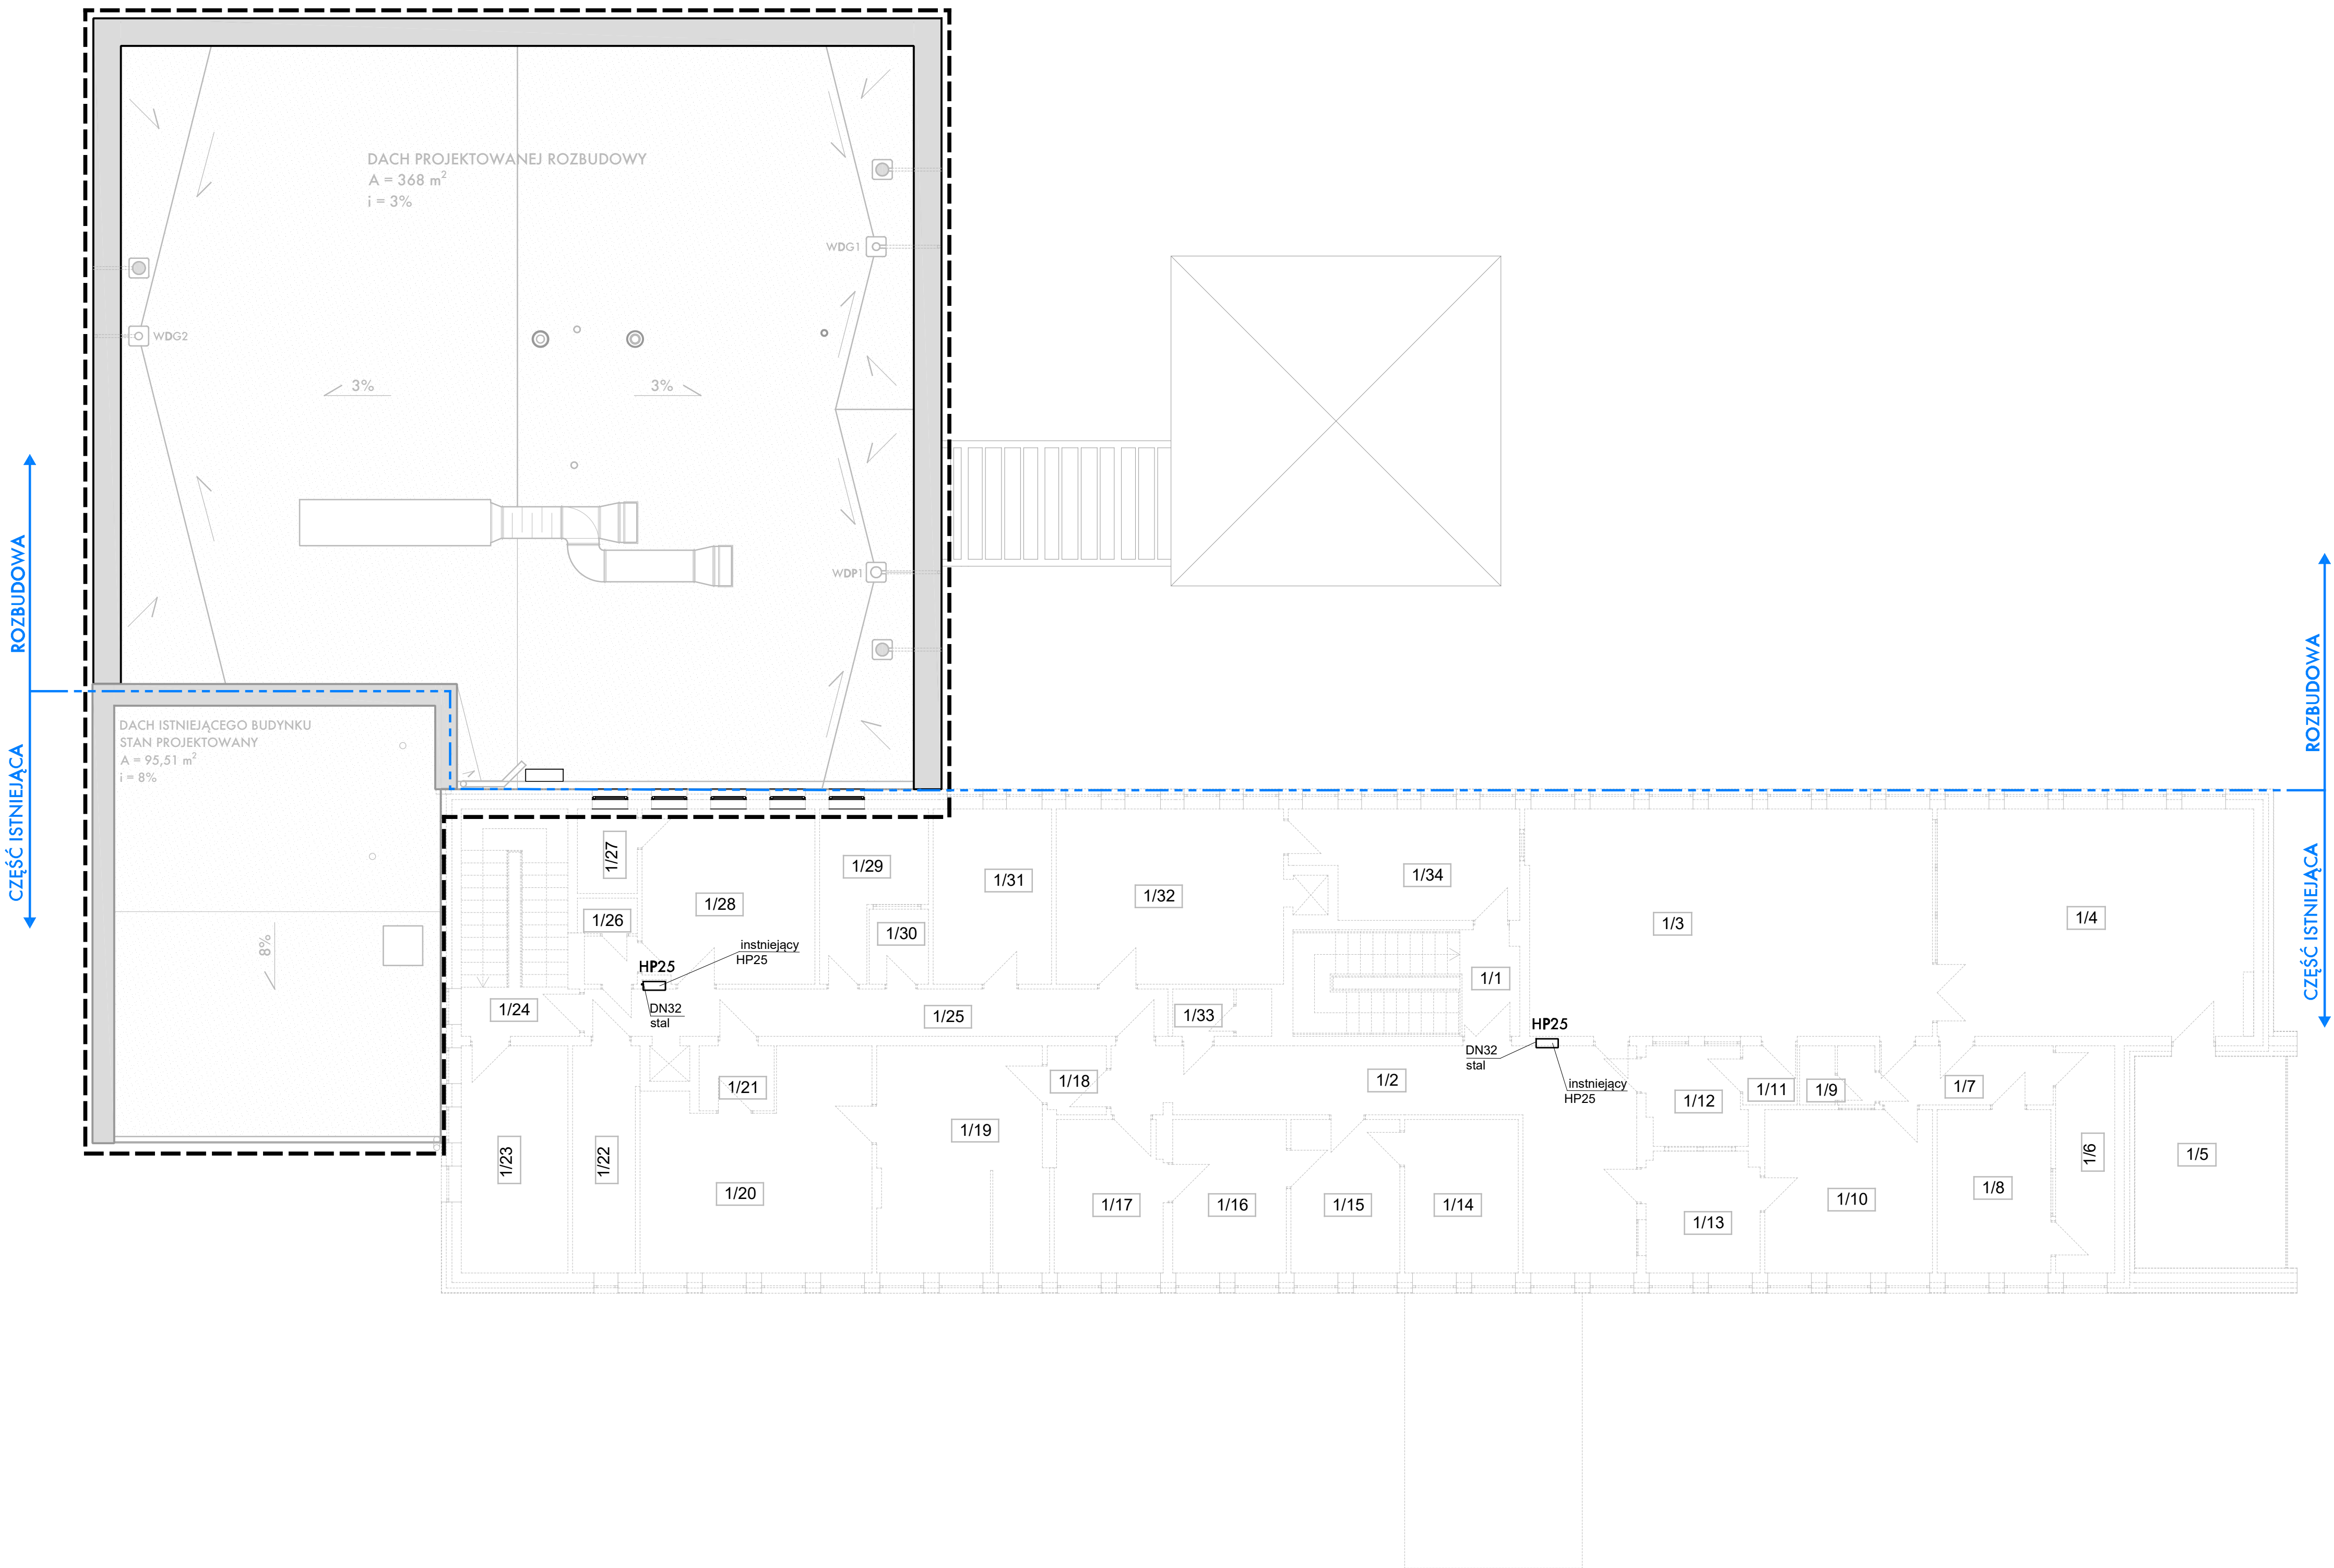 DACH PROJEKTOWANEJ ROZBUDOWY
A = 368 m²
i = 3%
WDG1
WDG2
3%
3%
WDP1
ROZBUDOWA
CZĘŚĆ ISTNIEJĄCA
ROZBUDOWA
CZĘŚĆ ISTNIEJĄCA
DACH ISTNIEJĄCEGO BUDYNKU
STAN PROJEKTOWANY
A = 95,51 m²
i = 8%
8%
1/27
1/29
1/31
1/32
1/34
1/3
1/4
1/26
1/28
1/30
instniejący
HP25
HP25
DN32
stal
1/24
1/25
1/33
1/1
HP25
DN32
stal
instniejący
HP25
1/21
1/18
1/2
1/12
1/11
1/9
1/7
1/23
1/22
1/20
1/19
1/17
1/16
1/15
1/14
1/13
1/10
1/8
1/6
1/5